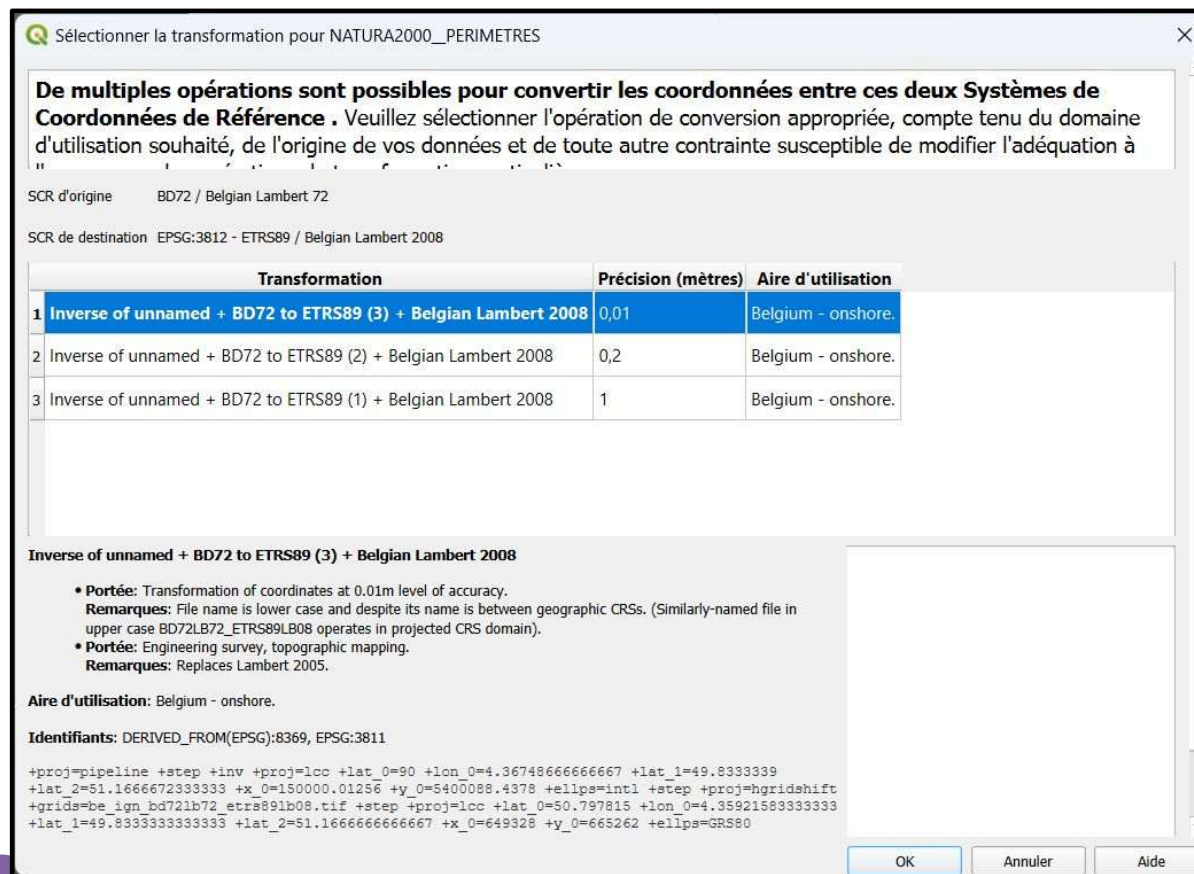 Sélectionner la transformation pour NATURA2000__PERIMETRES
De multiples opérations sont possibles pour convertir les coordonnées entre ces deux Systèmes de
Coordonnées de Référence . Veuillez sélectionner l'opération de conversion appropriée, compte tenu du domaine
d'utilisation souhaité, de l'origine de vos données et de toute autre contrainte susceptible de modifier l'adéquation à
SCR d'origine BD72 / Belgian Lambert 72
SCR de destination EPSG:3812 - ETRS89 / Belgian Lambert 2008
Transformation Précision (mètres) Aire d'utilisation
1 Inverse of unnamed + BD72 to ETRS89 (3) + Belgian Lambert 2008 0,01 Belgium - onshore.
2 Inverse of unnamed + BD72 to ETRS89 (2) + Belgian Lambert 2008 0,2 Belgium - onshore.
3 Inverse of unnamed + BD72 to ETRS89 (1) + Belgian Lambert 2008 1 Belgium - onshore.
Inverse of unnamed + BD72 to ETRS89 (3) + Belgian Lambert 2008
• Portée: Transformation of coordinates at 0.01m level of accuracy.
Remarques: File name is lower case and despite its name is between geographic CRSs. (Similarly-named file in
upper case BD72LB72_ETRS89LB08 operates in projected CRS domain).
• Portée: Engineering survey, topographic mapping.
Remarques: Replaces Lambert 2005.
Aire d'utilisation: Belgium - onshore.
Identifiants: DERIVED_FROM(EPSG):8369, EPSG:3811
+proj=pipeline +step +inv +proj=lcc +lat_0=90 +lon_0=4.36748666666667 +lat_1=49.8333339
+lat_2=51.1666672333333 +x_0=150000.01256 +y_0=5400088.4378 +ellps=intl +step +proj=hgridshift
+grids=be_ign_bd72lb72_etrs89lb08.tif +step +proj=lcc +lat_0=50.797815 +lon_0=4.35921583333333
+lat_1=49.8333333333333 +lat_2=51.1666666666667 +x_0=649328 +y_0=665262 +ellps=GRS80
OK Annuler Aide